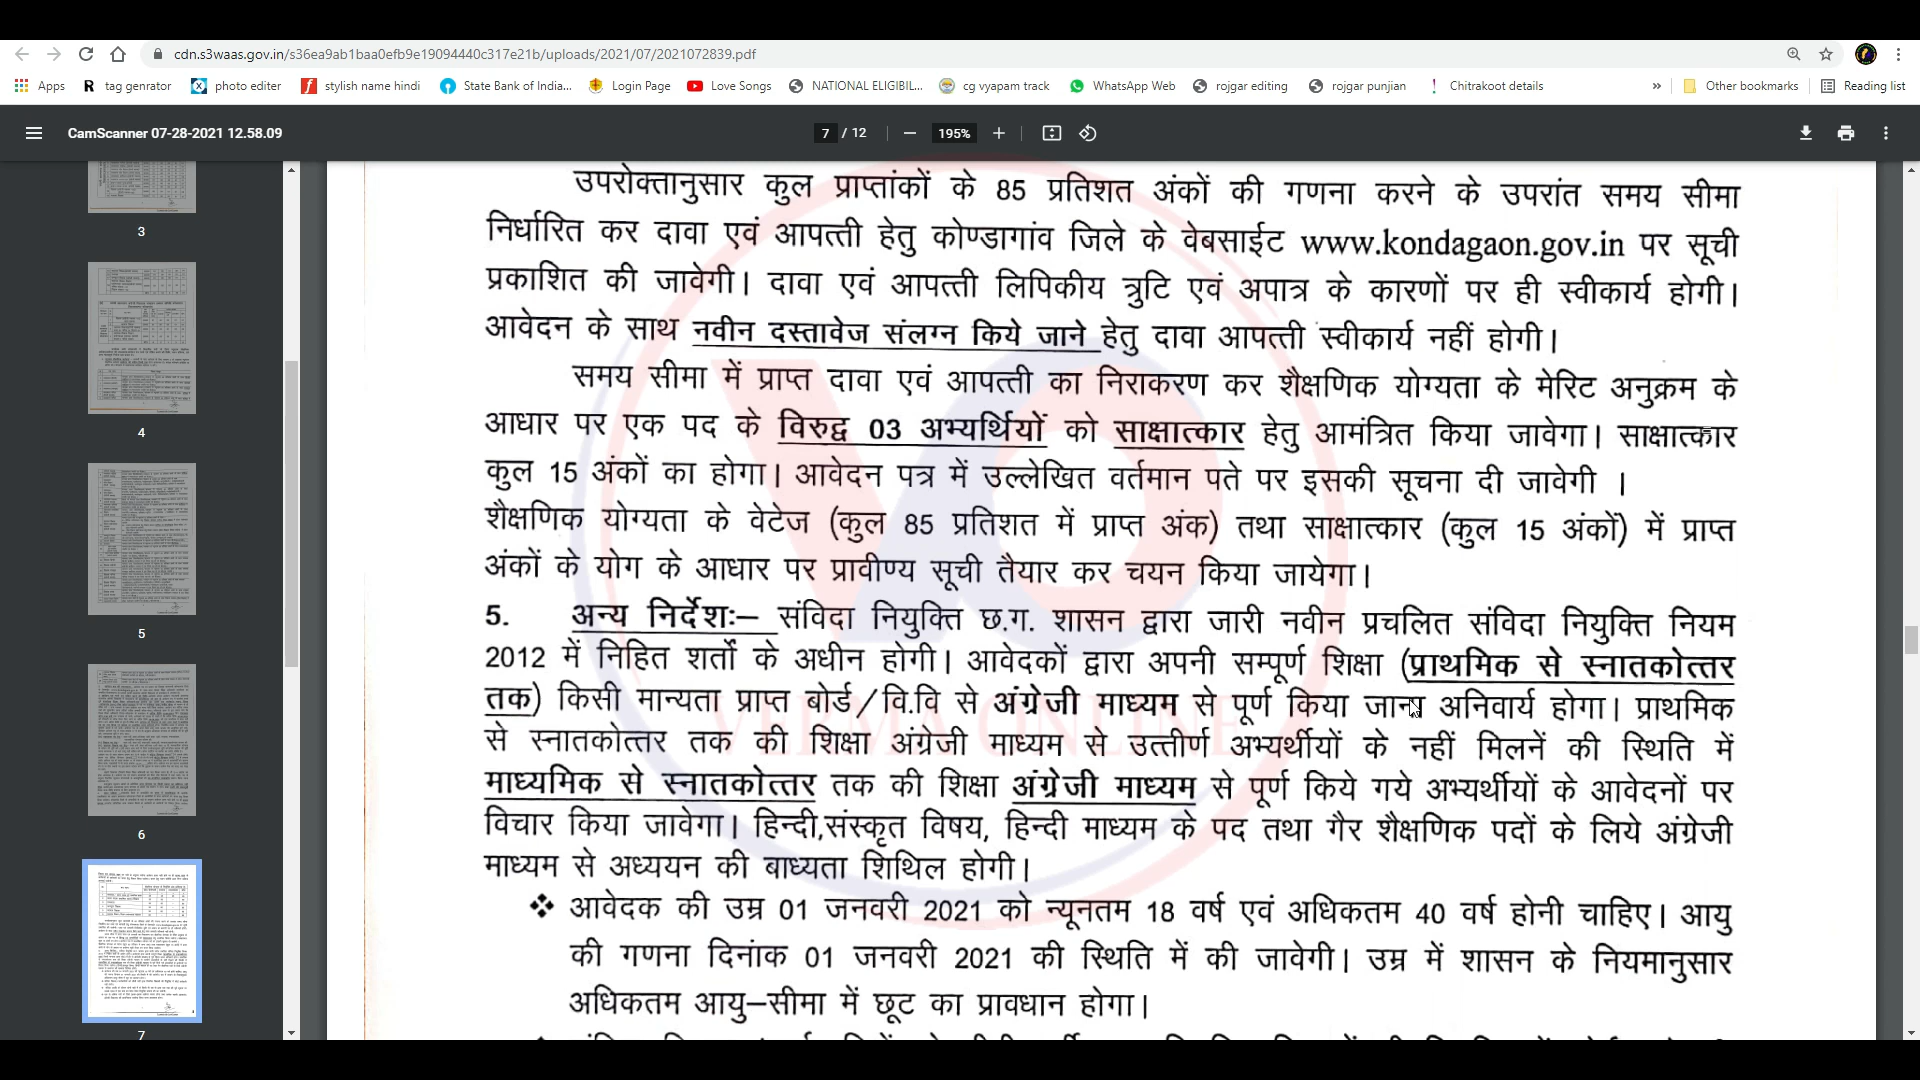 cdn.s3waas.gov.in/s36ea9ab1baa0efb9e19094440c317e21b/uploads/2021/07/2021072839.pdf
Apps R tag genrator photo editer f stylish name hindi State Bank of India... Login Page Love Songs NATIONAL ELIGIBIL... cg vyapam track WhatsApp Web rojgar editing rojgar punjian ! Chitrakoot details » Other bookmarks Reading list
CamScanner 07-28-2021 12.58.09 7 / 12 − 195% +
3
4
5
6
7
उपरोक्तानुसार कुल प्राप्तांकों के 85 प्रतिशत अंकों की गणना करने के उपरांत समय सीमा
निर्धारित कर दावा एवं आपत्ती हेतु कोण्डागांव जिले के वेबसाईट www.kondagaon.gov.in पर सूची
प्रकाशित की जावेगी। दावा एवं आपत्ती लिपिकीय त्रुटि एवं अपात्र के कारणों पर ही स्वीकार्य होगी।
आवेदन के साथ नवीन दस्तावेज संलग्न किये जाने हेतु दावा आपत्ती स्वीकार्य नहीं होगी।
समय सीमा में प्राप्त दावा एवं आपत्ती का निराकरण कर शैक्षणिक योग्यता के मेरिट अनुक्रम के
आधार पर एक पद के विरुद्व 03 अभ्यर्थियों को साक्षात्कार हेतु आमंत्रित किया जावेगा। साक्षात्कार
कुल 15 अंकों का होगा। आवेदन पत्र में उल्लेखित वर्तमान पते पर इसकी सूचना दी जावेगी ।
शैक्षणिक योग्यता के वेटेज (कुल 85 प्रतिशत में प्राप्त अंक) तथा साक्षात्कार (कुल 15 अंकों) में प्राप्त
अंकों के योग के आधार पर प्रावीण्य सूची तैयार कर चयन किया जायेगा।
5. अन्य निर्देशः– संविदा नियुक्ति छ.ग. शासन द्वारा जारी नवीन प्रचलित संविदा नियुक्ति नियम
2012 में निहित शर्तों के अधीन होगी। आवेदकों द्वारा अपनी सम्पूर्ण शिक्षा (प्राथमिक से स्नातकोत्तर
तक) किसी मान्यता प्राप्त बोर्ड/वि.वि से अंग्रेजी माध्यम से पूर्ण किया जाना अनिवार्य होगा। प्राथमिक
से स्नातकोत्तर तक की शिक्षा अंग्रेजी माध्यम से उत्तीर्ण अभ्यर्थीयों के नहीं मिलनें की स्थिति में
माध्यमिक से स्नातकोत्तर तक की शिक्षा अंग्रेजी माध्यम से पूर्ण किये गये अभ्यर्थीयों के आवेदनों पर
विचार किया जावेगा। हिन्दी,संस्कृत विषय, हिन्दी माध्यम के पद तथा गैर शैक्षणिक पदों के लिये अंग्रेजी
माध्यम से अध्ययन की बाध्यता शिथिल होगी।
❖ आवेदक की उम्र 01 जनवरी 2021 को न्यूनतम 18 वर्ष एवं अधिकतम 40 वर्ष होनी चाहिए। आयु
की गणना दिनांक 01 जनवरी 2021 की स्थिति में की जावेगी। उम्र में शासन के नियमानुसार
अधिकतम आयु–सीमा में छूट का प्रावधान होगा।
VERMA ONLINE